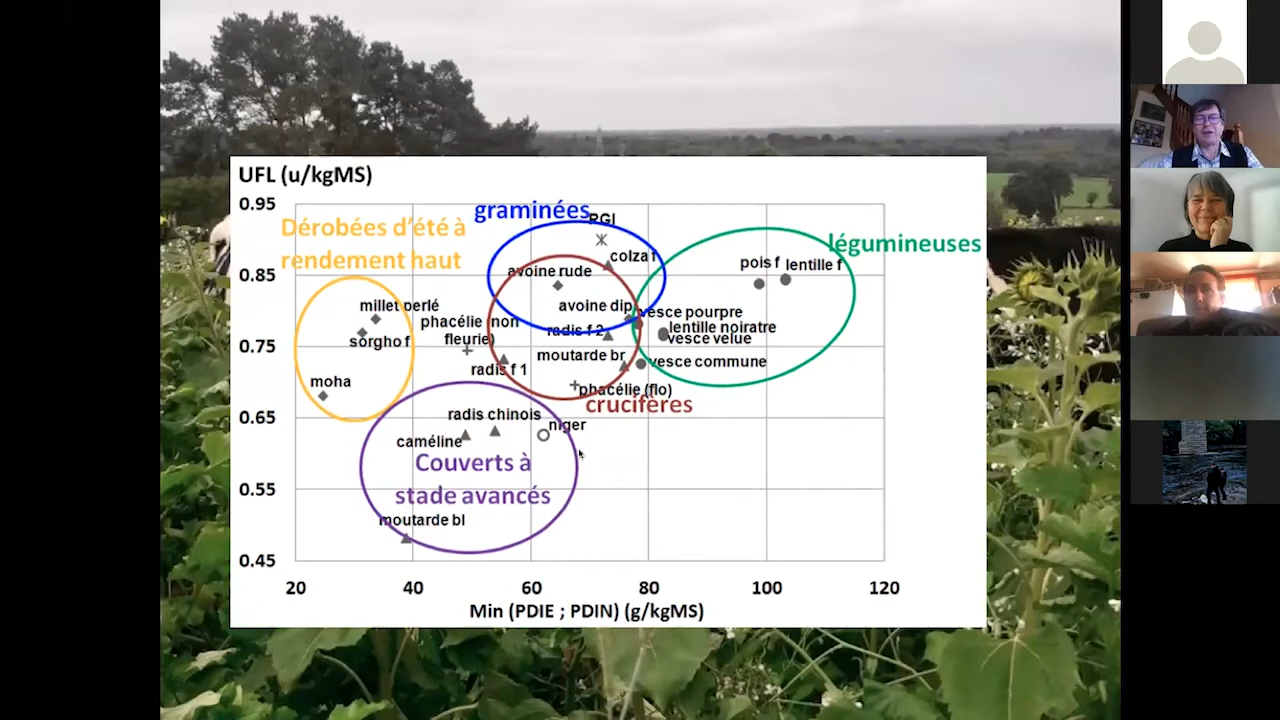 UFL (u/kgMS)
0.95
0.85
0.75
0.65
0.55
0.45
20 40 60 80 100 120
Min (PDIE ; PDIN) (g/kgMS)
Dérobées d'été à
rendement haut
graminées
légumineuses
crucifères
Couverts à
stade avancés
RGI
colza f
avoine rude
pois f
lentille f
millet perlé
avoine dip
vesce pourpre
phacélie (non
fleurie)
radis f 2
lentille noiratre
sorgho f
vesce velue
moutarde br
vesce commune
radis f 1
moha
phacélie (flo)
radis chinois
niger
caméline
moutarde bl